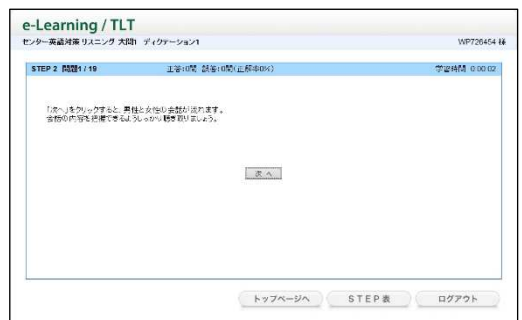 e-Learning / TLT
センター英語対策 リスニング 大問1 ディクテーション1
WP726454 様
STEP 2 問題1 / 19 正答:0問 誤答:0問(正解率0%) 学習時間 0:00:02
「次へ」をクリックすると、男性と女性の会話が流れます。
会話の内容を把握できるようしっかり聴き取りましょう。
次 へ
トップページへ STEP表 ログアウト